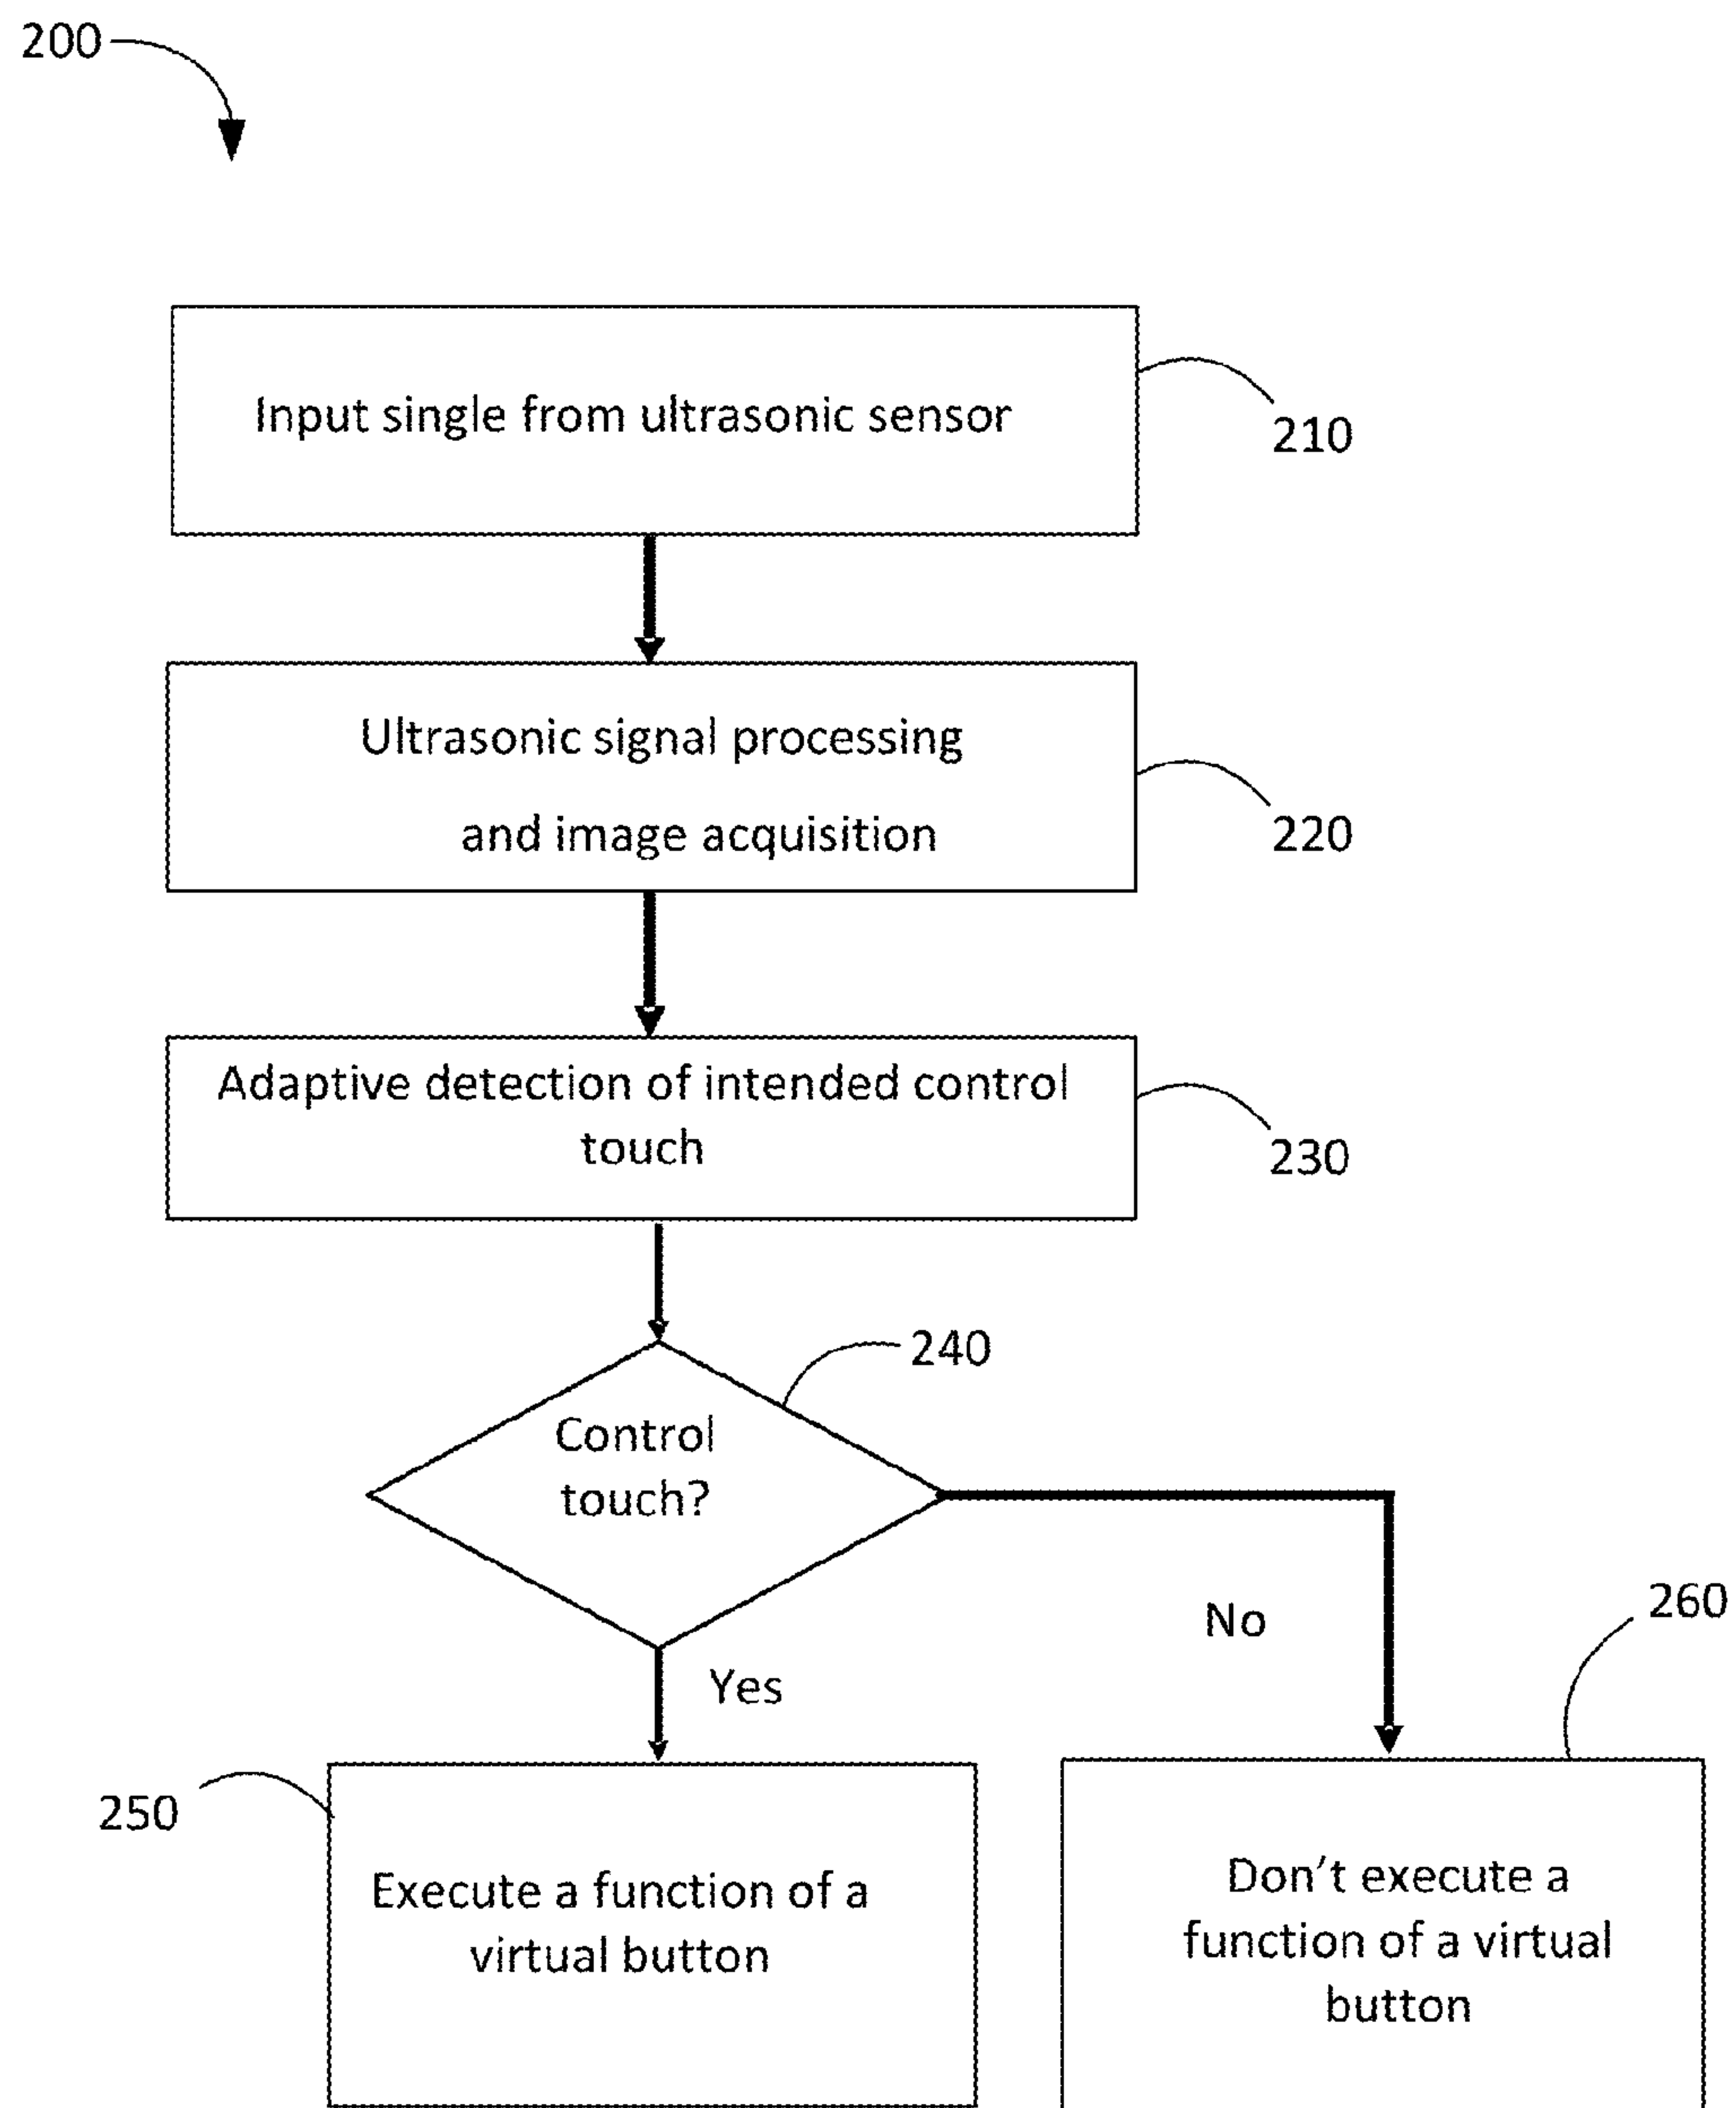 200
Input single from ultrasonic sensor
210
Ultrasonic signal processing
and image acquisition
220
Adaptive detection of intended control
touch
230
240
Control
touch?
No
260
Yes
250
Execute a function of a
virtual button
Don't execute a
function of a virtual
button